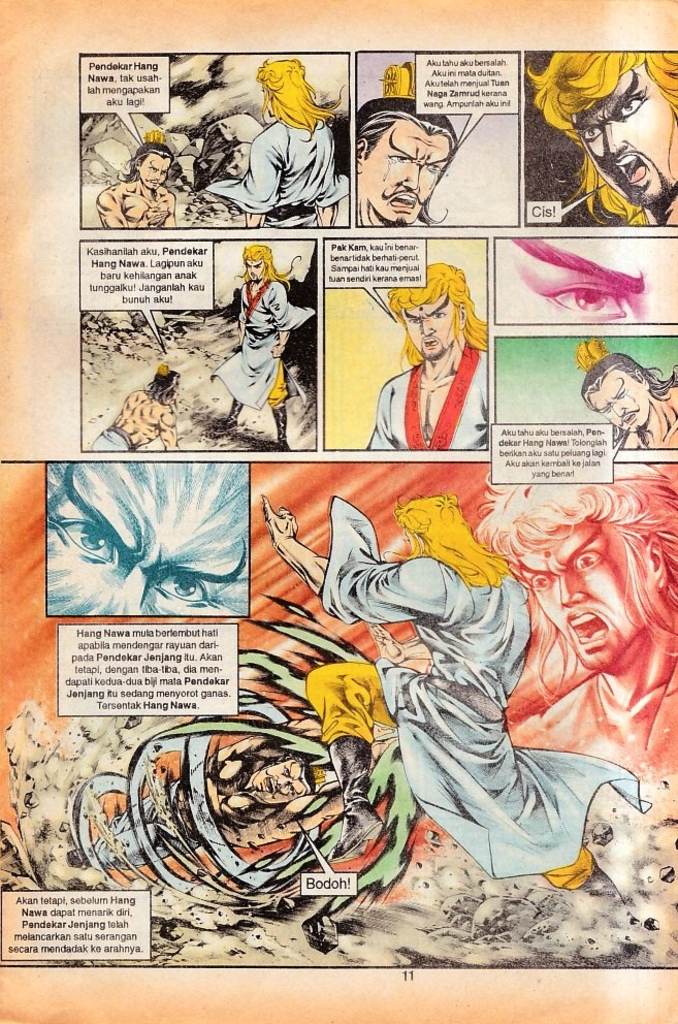 Pendekar Hang
Nawa, tak usah-
lah mengapakan
aku lagi!
Aku tahu aku bersalah.
Aku ini mata duitan.
Aku telah menjual Tuan
Naga Zamrud kerana
wang. Ampunlah aku ini!
Cis!
Kasihanilah aku, Pendekar
Hang Nawa. Lagipun aku
baru kehilangan anak
tunggalku! Janganlah kau
bunuh aku!
Pak Kam, kau benar-
benar tidak berhati-perut.
Sampai hati kau menjual
tuan sendiri kerana emas!
Aku tahu aku bersalah, Pen-
dekar Hang Nawa! Tolonglah
berikan aku satu peluang lagi.
Aku akan kembali ke jalan
yang benar!
Hang Nawa mula berlembut hati
apabila mendengar rayuan dari-
pada Pendekar Jenjang itu. Akan
tetapi, dengan tiba-tiba, dia men-
dapati kedua-dua biji mata Pendekar
Jenjang itu sedang menyorot ganas.
Tersentak Hang Nawa.
Bodoh!
Akan tetapi, sebelum Hang
Nawa dapat menarik diri,
Pendekar Jenjang telah
melancarkan satu serangan
secara mendadak ke arahnya.
11